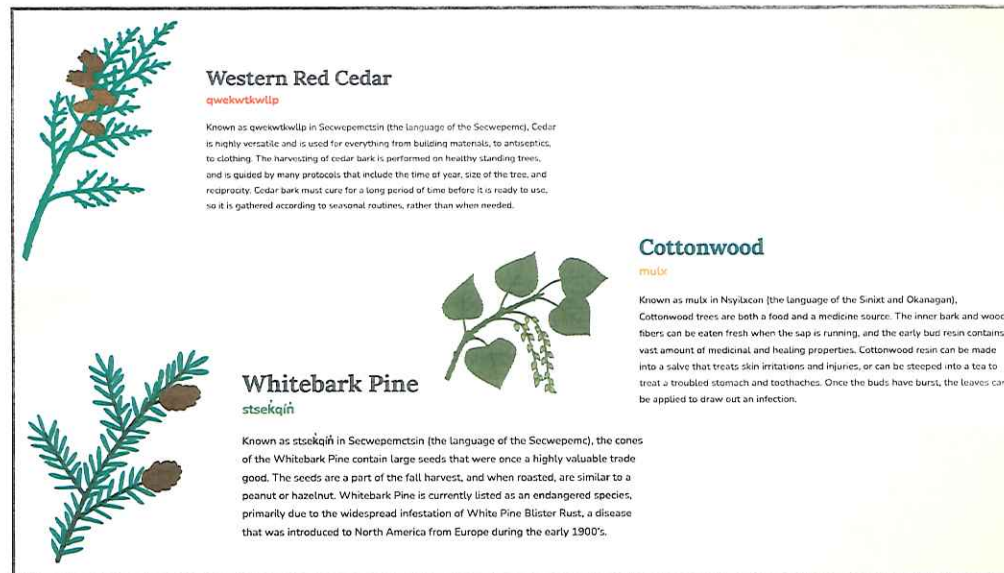 Western Red Cedar
qwekwtkwllp
Known as qwekwtkwllp in Secwepemctsin (the language of the Secwepemc), Cedar
is highly versatile and is used for everything from building materials, to antiseptics,
to clothing. The harvesting of cedar bark is performed on healthy standing trees,
and is guided by many protocols that include the time of year, size of the tree, and
reciprocity. Cedar bark must cure for a long period of time before it is ready to use,
so it is gathered according to seasonal routines, rather than when needed.
Cottonwood
mulx
Known as mulx in Nsyilxcən (the language of the Sinixt and Okanagan),
Cottonwood trees are both a food and a medicine source. The inner bark and wood
fibers can be eaten fresh when the sap is running, and the early bud resin contains
vast amount of medicinal and healing properties. Cottonwood resin can be made
into a salve that treats skin irritations and injuries, or can be steeped into a tea to
treat a troubled stomach and toothaches. Once the buds have burst, the leaves can
be applied to draw out an infection.
Whitebark Pine
stsek̓qín̓
Known as stsek̓qín̓ in Secwepemctsin (the language of the Secwepemc), the cones
of the Whitebark Pine contain large seeds that were once a highly valuable trade
good. The seeds are a part of the fall harvest, and when roasted, are similar to a
peanut or hazelnut. Whitebark Pine is currently listed as an endangered species,
primarily due to the widespread infestation of White Pine Blister Rust, a disease
that was introduced to North America from Europe during the early 1900's.